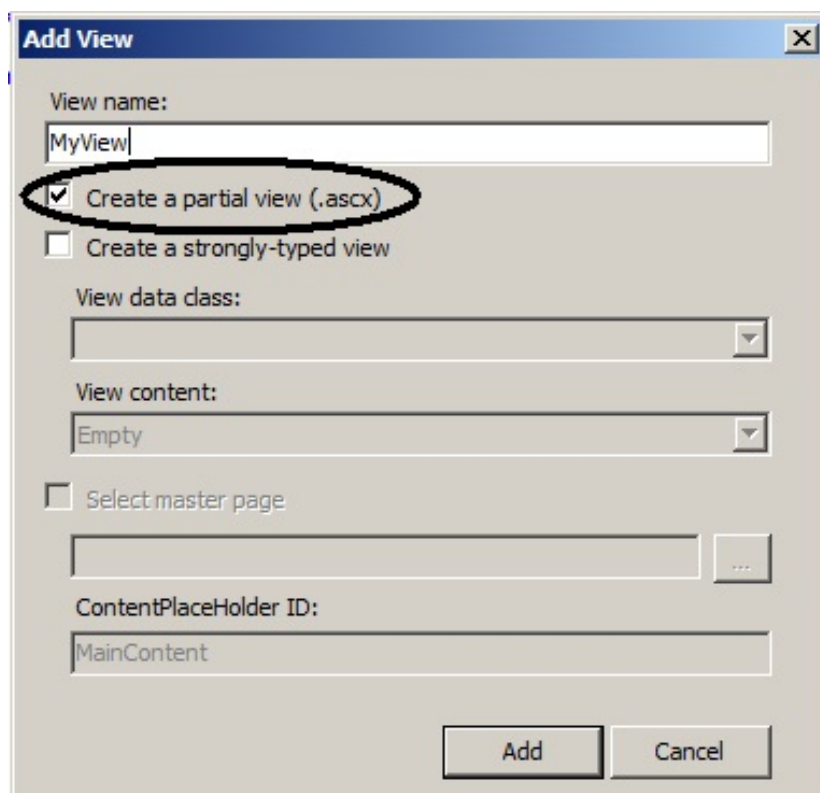 Add View
View name:
MyView
Create a partial view (.ascx)
Create a strongly-typed view
View data class:
View content:
Empty
Select master page
...
ContentPlaceHolder ID:
MainContent
Add Cancel